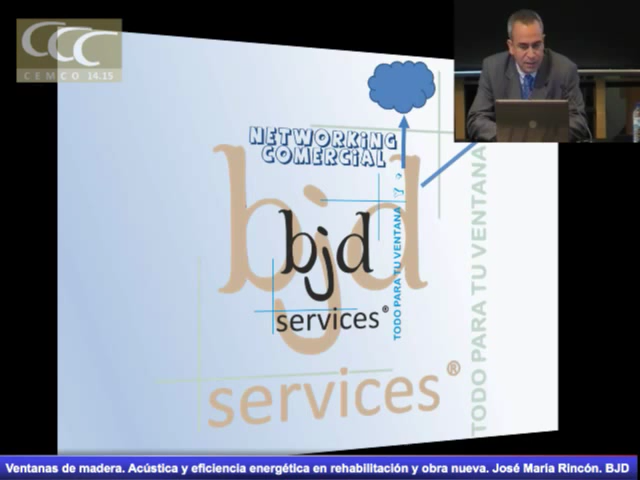 CCC
CEMCO 14.15
NETWORKING
COMERCIAL
bjd
services®
TODO PARA TU VENTANA
bjd
services®
TODO PARA TU VENTANA
Ventanas de madera. Acústica y eficiencia energética en rehabilitación y obra nueva. José María Rincón. BJD